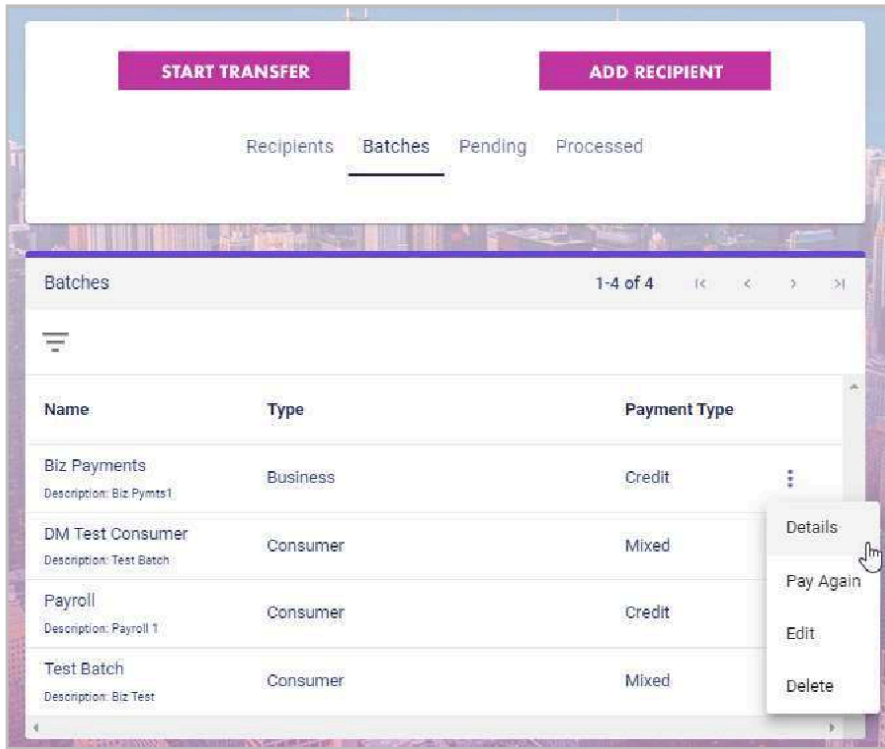 START TRANSFER ADD RECIPIENT
Recipients Batches Pending Processed
Batches 1-4 of 4
Name Type Payment Type
Biz Payments
Description: Biz Pymts1
Business Credit
DM Test Consumer
Description: Test Batch
Consumer Mixed
Payroll
Description: Payroll 1
Consumer Credit
Test Batch
Description: Biz Test
Consumer Mixed
Details
Pay Again
Edit
Delete